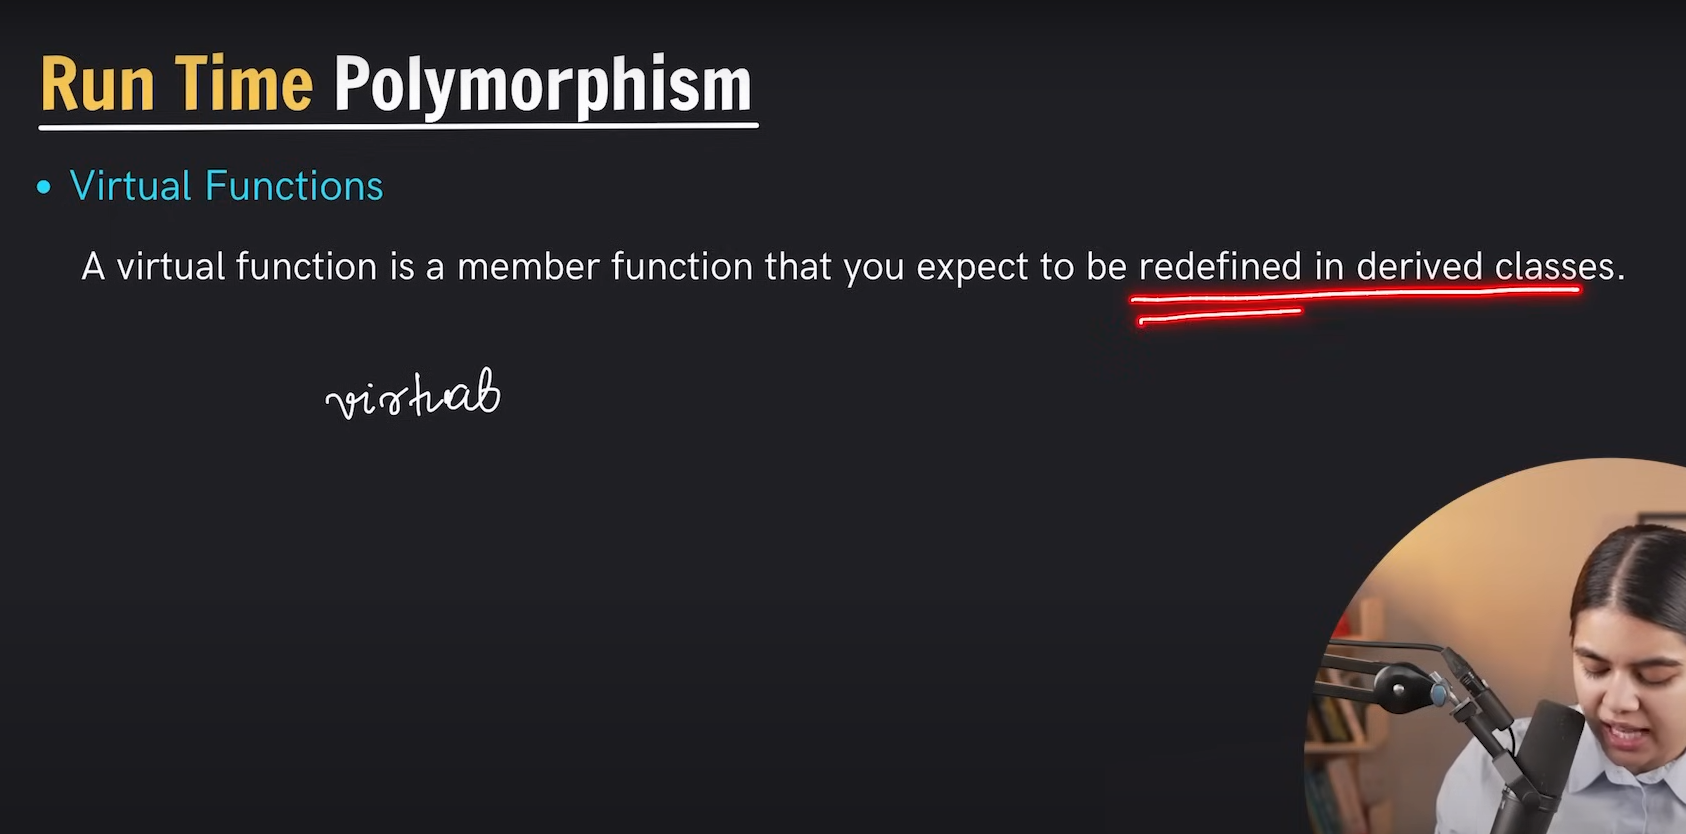 Run Time Polymorphism
• Virtual Functions
A virtual function is a member function that you expect to be redefined in derived classes.
virtual